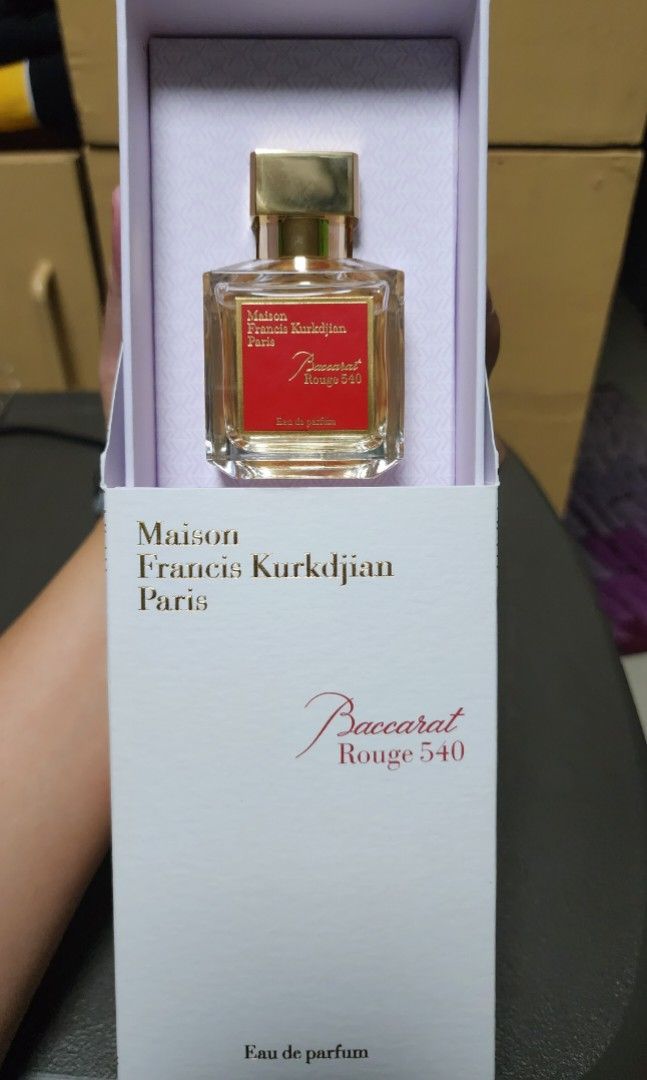 Maison
Francis Kurkdjian
Paris
Baccarat
Rouge 540
Eau de parfum
Maison
Francis Kurkdjian
Paris
Baccarat
Rouge 540
Eau de parfum